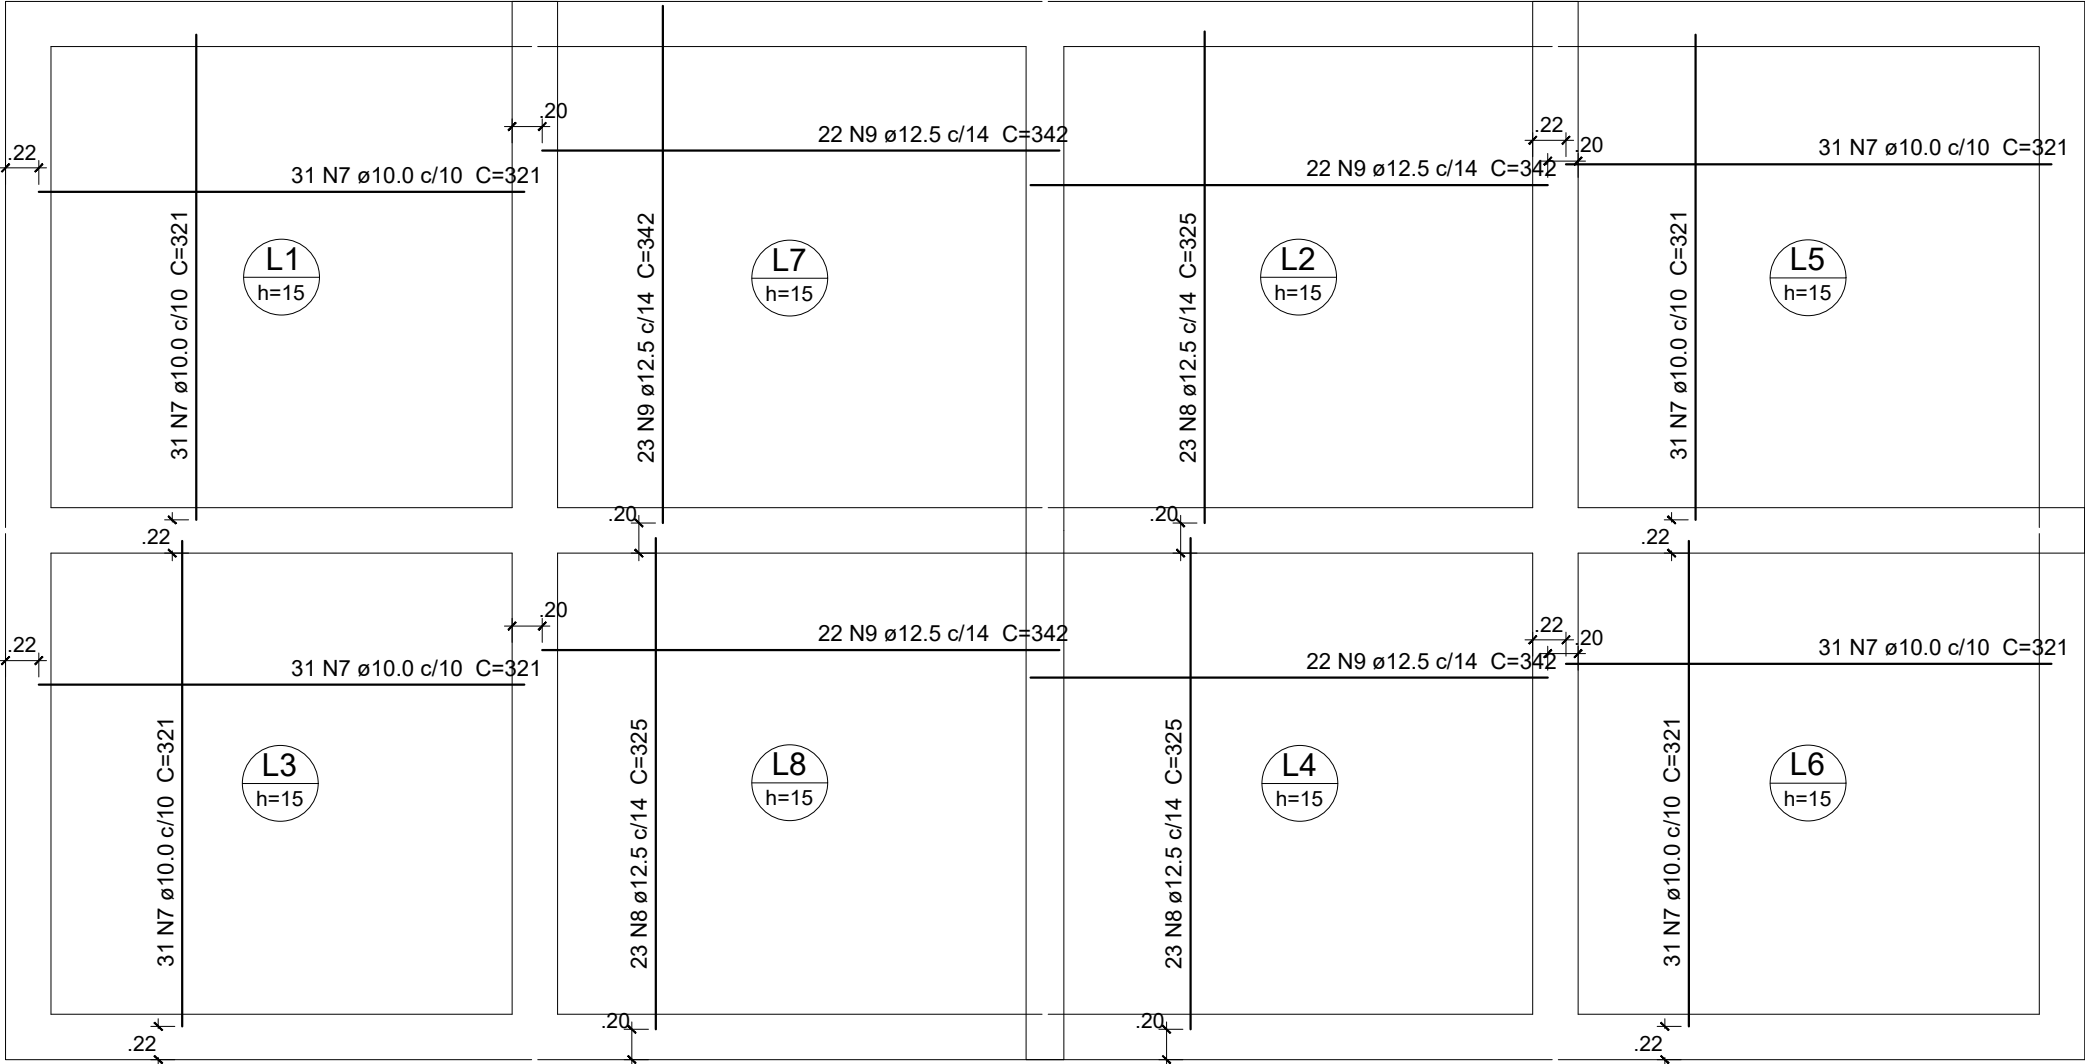 .20
22 N9 ø12.5 c/14 C=342
.22
.20
31 N7 ø10.0 c/10 C=321
.22
31 N7 ø10.0 c/10 C=321
22 N9 ø12.5 c/14 C=342
31 N7 ø10.0 c/10 C=321
23 N9 ø12.5 c/14 C=342
23 N8 ø12.5 c/14 C=325
31 N7 ø10.0 c/10 C=321
L1
h=15
L7
h=15
L2
h=15
L5
h=15
.22
.20
.20
.22
.20
22 N9 ø12.5 c/14 C=342
.22
.20
31 N7 ø10.0 c/10 C=321
.22
31 N7 ø10.0 c/10 C=321
22 N9 ø12.5 c/14 C=342
31 N7 ø10.0 c/10 C=321
23 N8 ø12.5 c/14 C=325
23 N8 ø12.5 c/14 C=325
31 N7 ø10.0 c/10 C=321
L3
h=15
L8
h=15
L4
h=15
L6
h=15
.22
.20
.20
.22